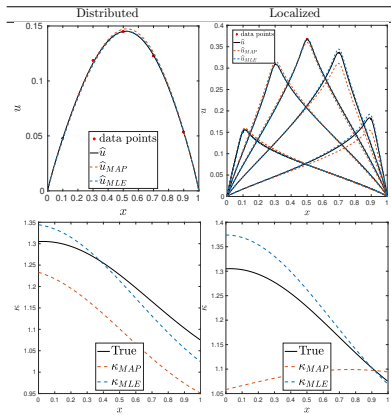 Distributed
Localized
0.15
0.1
0.05
0
u
data points
û
û_MAP
û_MLE
0 0.1 0.2 0.3 0.4 0.5 0.6 0.7 0.8 0.9 1
x
0.4
0.35
0.3
0.25
0.2
0.15
0.1
0.05
0
u
data points
û
û_MAP
û_MLE
0 0.1 0.2 0.3 0.4 0.5 0.6 0.7 0.8 0.9 1
x
1.35
1.3
1.25
1.2
1.15
1.1
1.05
1
0.95
κ
True
κ_MAP
κ_MLE
0 0.1 0.2 0.3 0.4 0.5 0.6 0.7 0.8 0.9 1
x
1.4
1.35
1.3
1.25
1.2
1.15
1.1
1.05
κ
True
κ_MAP
κ_MLE
0 0.1 0.2 0.3 0.4 0.5 0.6 0.7 0.8 0.9 1
x